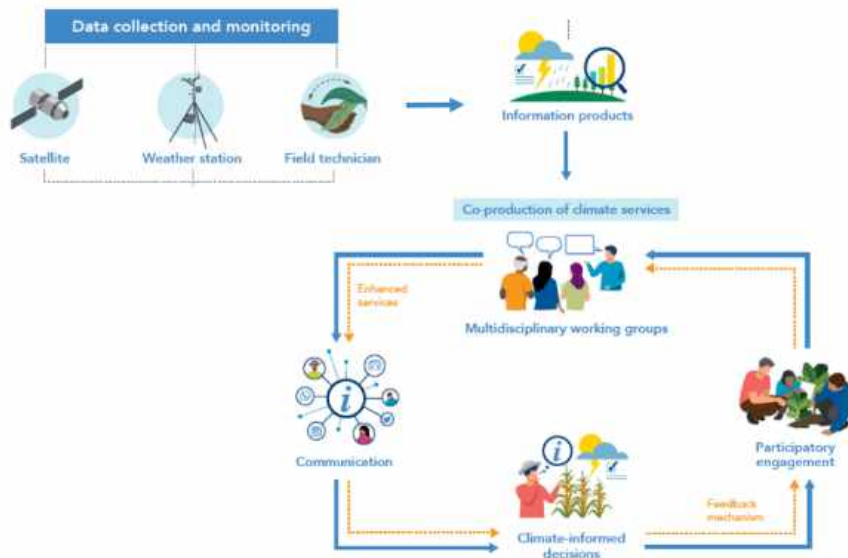 Data collection and monitoring
Satellite
Weather station
Field technician
Information products
Co-production of climate services
Enhanced
services
Multidisciplinary working groups
Communication
Participatory
engagement
Feedback
mechanism
Climate-informed
decisions